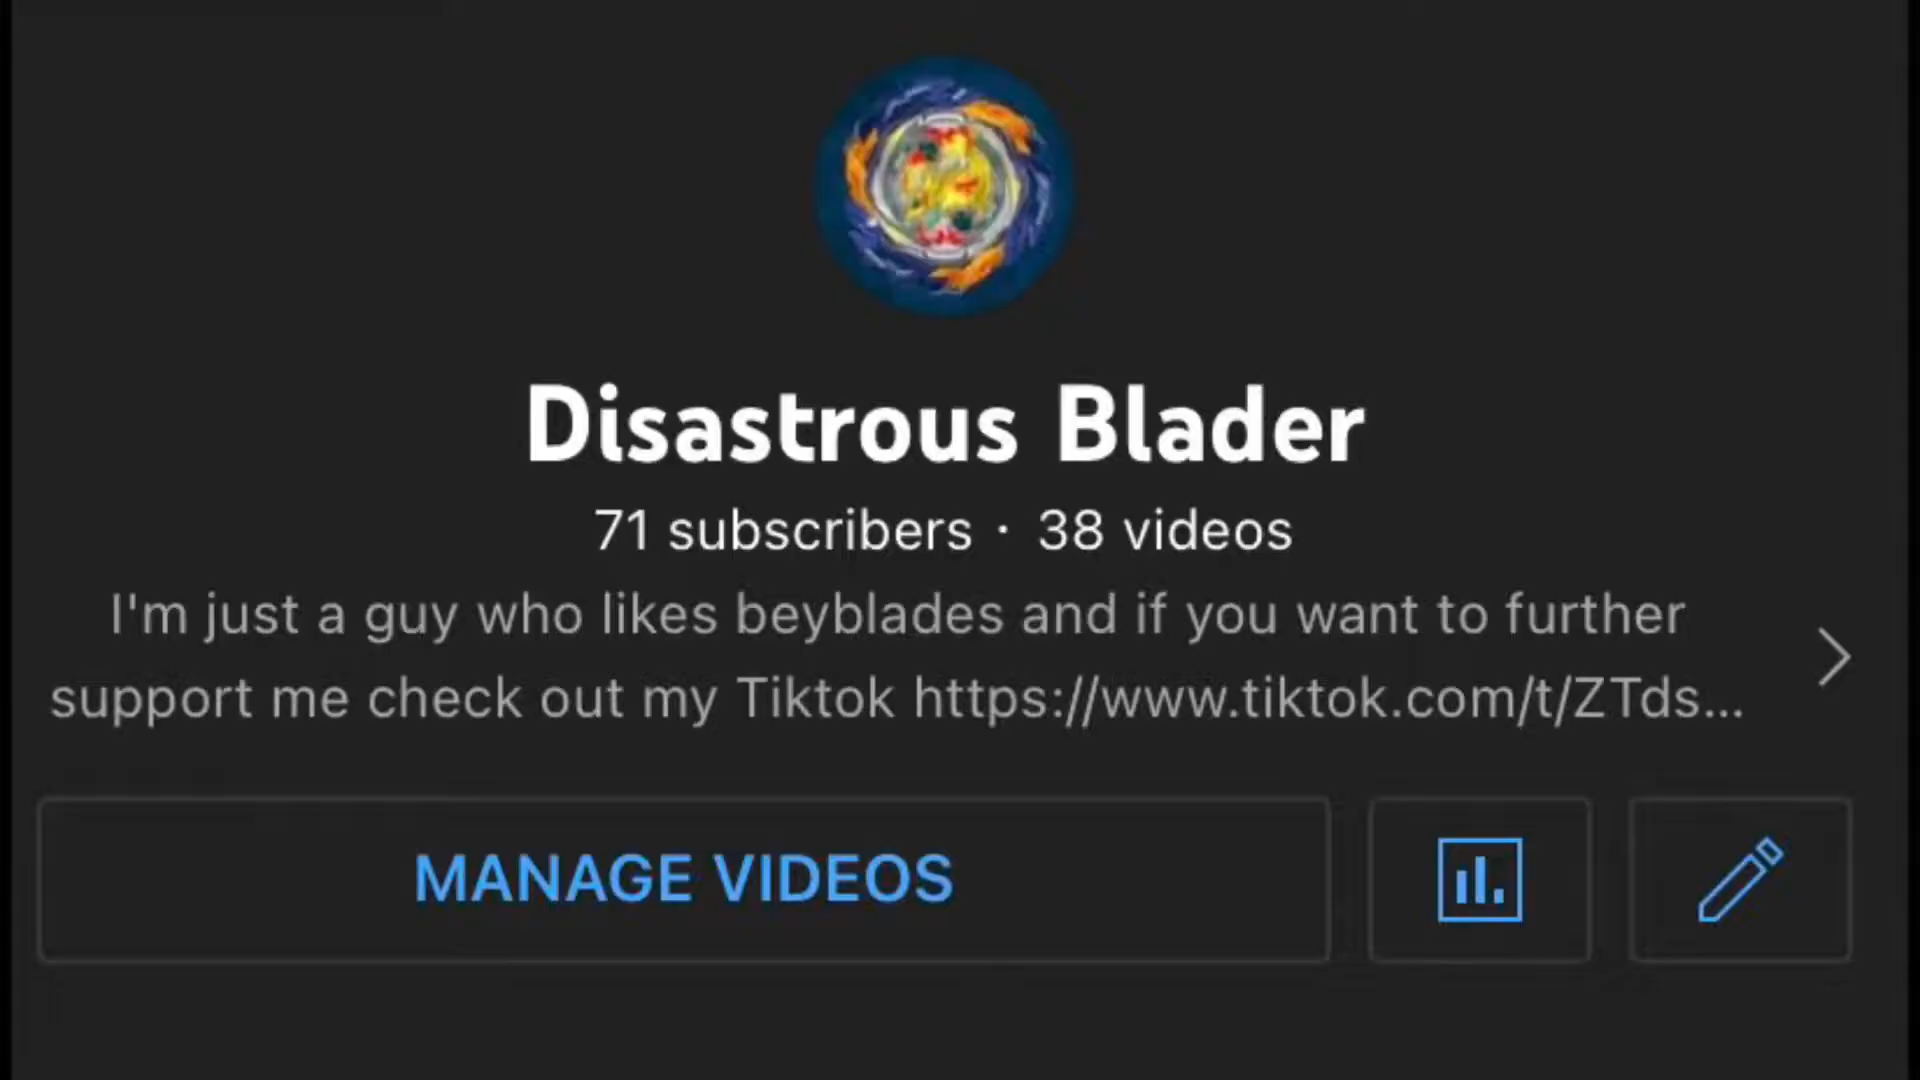 Disastrous Blader
71 subscribers · 38 videos
I'm just a guy who likes beyblades and if you want to further
support me check out my Tiktok https://www.tiktok.com/t/ZTds...
MANAGE VIDEOS